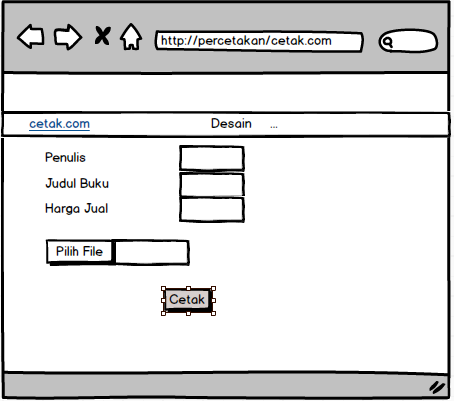 http://percetakan/cetak.com
cetak.com Desain ...
Penulis
Judul Buku
Harga Jual
Pilih File
Cetak